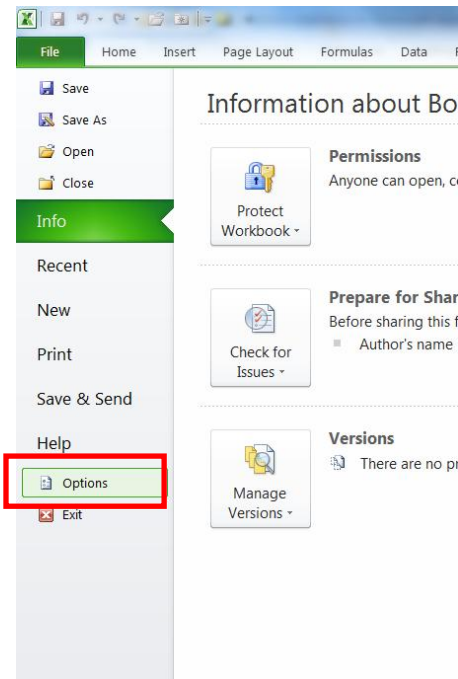 File Home Insert Page Layout Formulas Data
Save
Save As
Open
Close
Info
Recent
New
Print
Save & Send
Help
Options
Exit
Information about Bo
Permissions
Anyone can open, c
Protect
Workbook
Prepare for Shar
Before sharing this f
Author's name
Check for
Issues
Versions
There are no pr
Manage
Versions